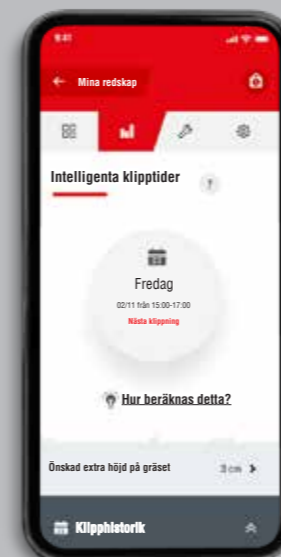 9:41
Mina redskap
Intelligenta klipptider ?
Fredag
02/11 från 15:00-17:00
Nästa klippning
Hur beräknas detta?
Önskad extra höjd på gräset 3 cm
Klipphistorik